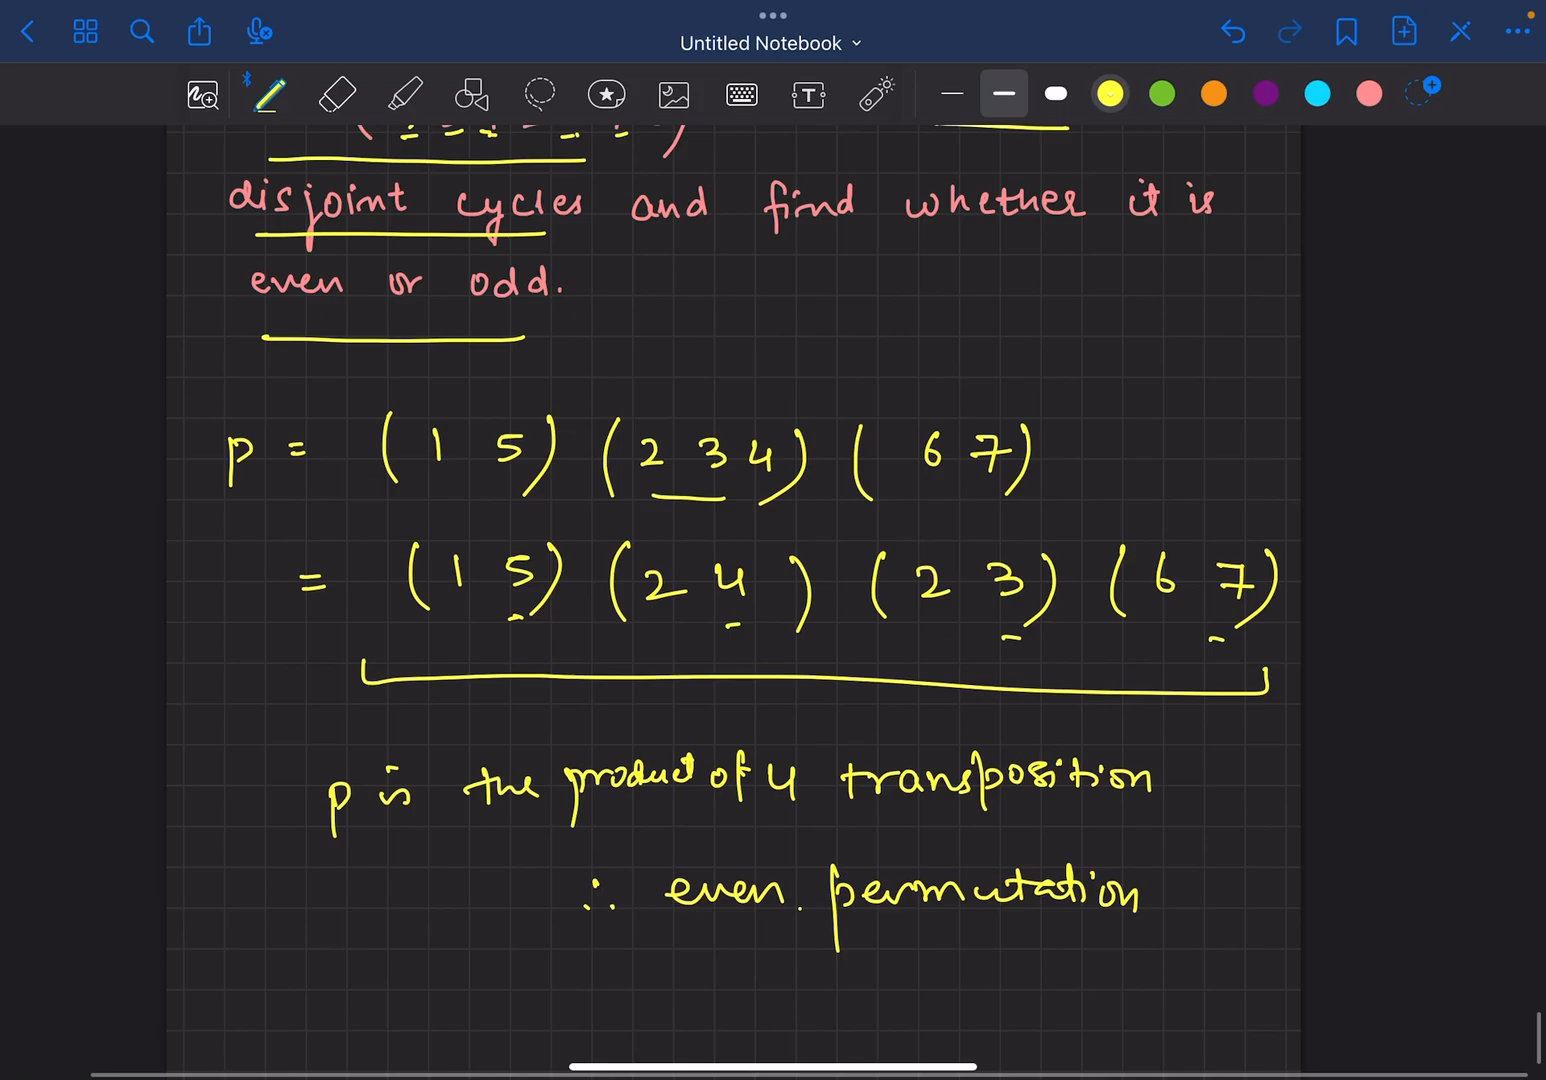 Untitled Notebook
disjoint cycles and find whether it is
even or odd.
p = ( 1 5 ) ( 2 3 4 ) ( 6 7 )
= ( 1 5 ) ( 2 4 ) ( 2 3 ) ( 6 7 )
p is the product of 4 transposition
∴ even. permutation